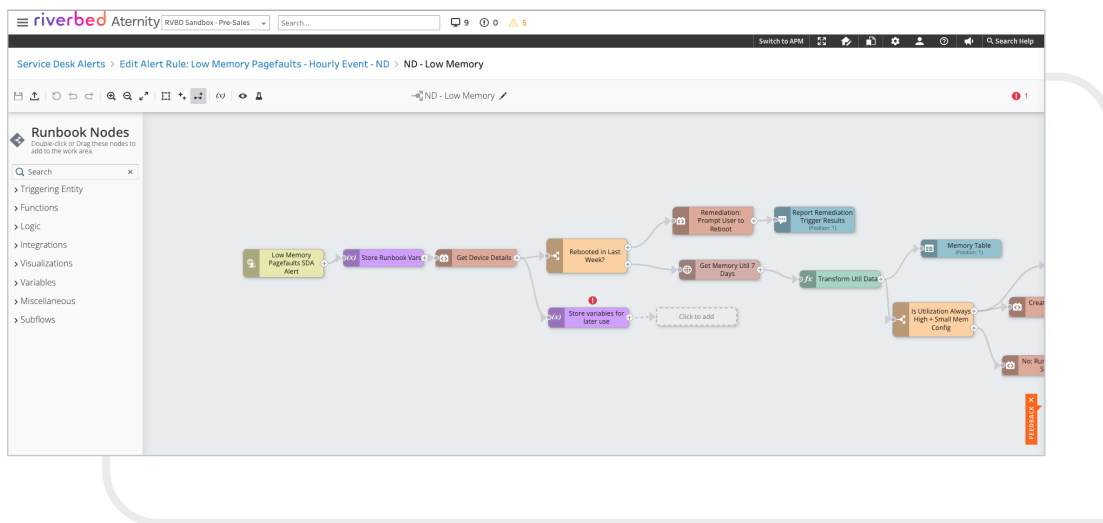 riverbed Aternity RVBD Sandbox - Pre-Sales Search... 9 0 5
Switch to APM Search Help
Service Desk Alerts > Edit Alert Rule: Low Memory Pagefaults - Hourly Event - ND > ND - Low Memory
(x) ND - Low Memory 1
Runbook Nodes
Double-click or Drag these nodes to
add to the work area.
Search ×
Triggering Entity
Functions
Logic
Integrations
Visualizations
Variables
Miscellaneous
Subflows
Low Memory
Pagefaults SDA
Alert
(x) Store Runbook Vars
Get Device Details
Rebooted in Last
Week?
Remediation:
Prompt User to
Reboot
Report Remediation
Trigger Results
(Position: 1)
Get Memory Util 7
Days
(x) Store variables for
later use
Click to add
fx Transform Util Data
Memory Table
(Position: 1)
Is Utilization Always
High + Small Mem
Config
No: Run
FEEDBACK ×